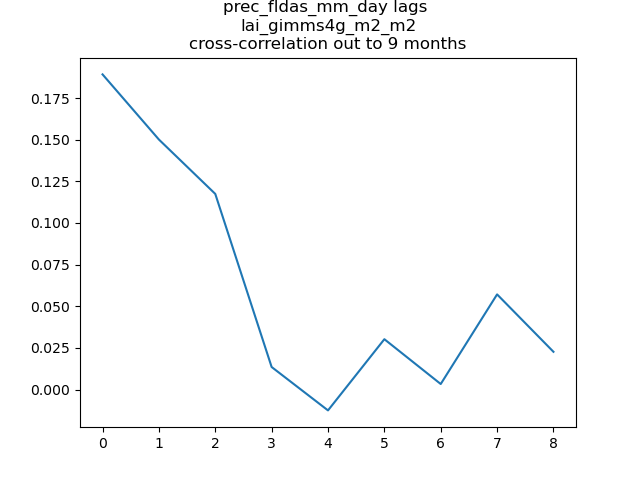 prec_fldas_mm_day lags
lai_gimms4g_m2_m2
cross-correlation out to 9 months
0.175
0.150
0.125
0.100
0.075
0.050
0.025
0.000
0 1 2 3 4 5 6 7 8